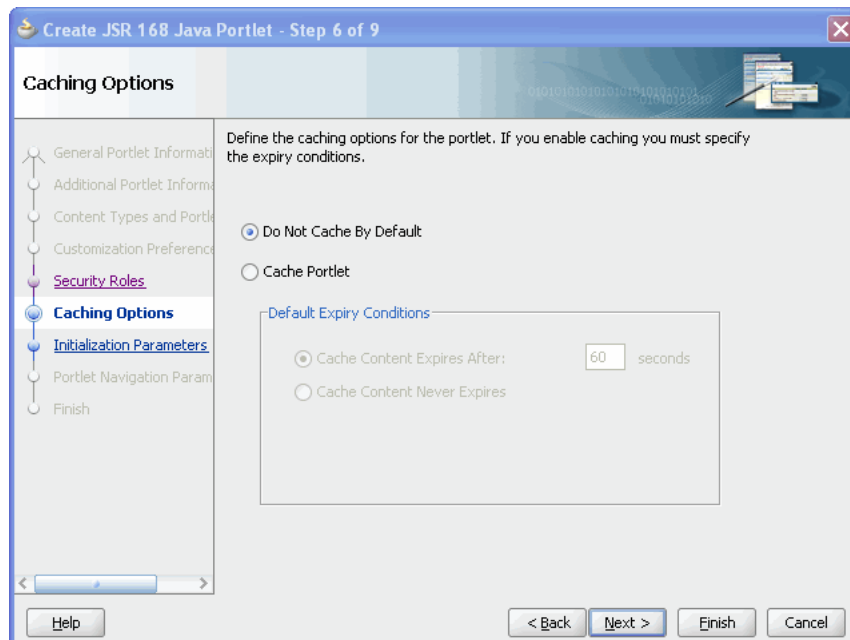 Create JSR 168 Java Portlet - Step 6 of 9
Caching Options
Define the caching options for the portlet. If you enable caching you must specify
the expiry conditions.
General Portlet Informati
Additional Portlet Informa
Content Types and Portle
Customization Preference
Security Roles
Caching Options
Initialization Parameters
Portlet Navigation Param
Finish
Do Not Cache By Default
Cache Portlet
Default Expiry Conditions
Cache Content Expires After: 60 seconds
Cache Content Never Expires
Help
< Back Next > Finish Cancel